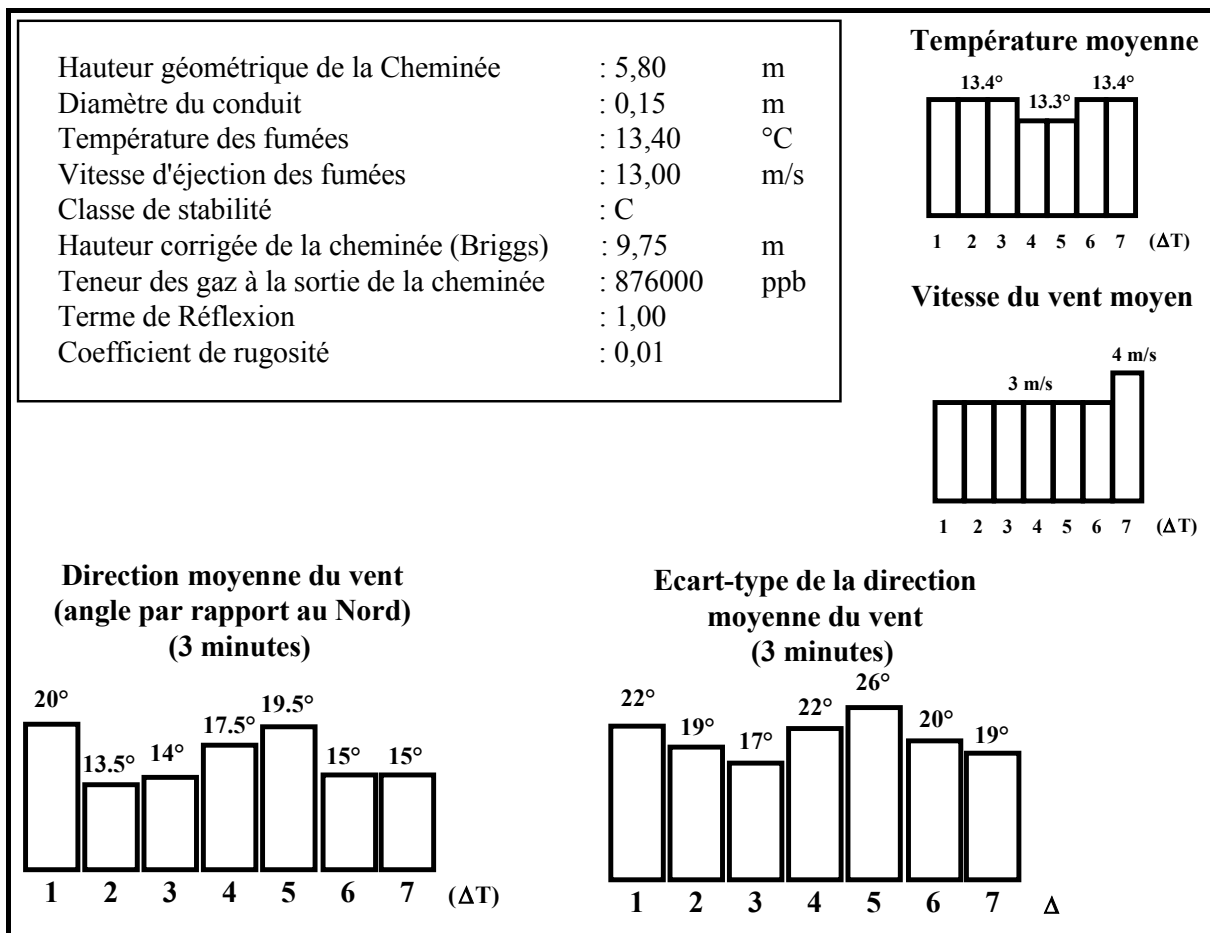 Hauteur géométrique de la Cheminée : 5,80 m
Diamètre du conduit : 0,15 m
Température des fumées : 13,40 °C
Vitesse d'éjection des fumées : 13,00 m/s
Classe de stabilité : C
Hauteur corrigée de la cheminée (Briggs) : 9,75 m
Teneur des gaz à la sortie de la cheminée : 876000 ppb
Terme de Réflexion : 1,00
Coefficient de rugosité : 0,01
Température moyenne
13.4° 13.3° 13.4°
1 2 3 4 5 6 7 (ΔT)
Vitesse du vent moyen
3 m/s 4 m/s
1 2 3 4 5 6 7 (ΔT)
Direction moyenne du vent
(angle par rapport au Nord)
(3 minutes)
20° 13.5° 14° 17.5° 19.5° 15° 15°
1 2 3 4 5 6 7 (ΔT)
Ecart-type de la direction
moyenne du vent
(3 minutes)
22° 19° 17° 22° 26° 20° 19°
1 2 3 4 5 6 7 Δ